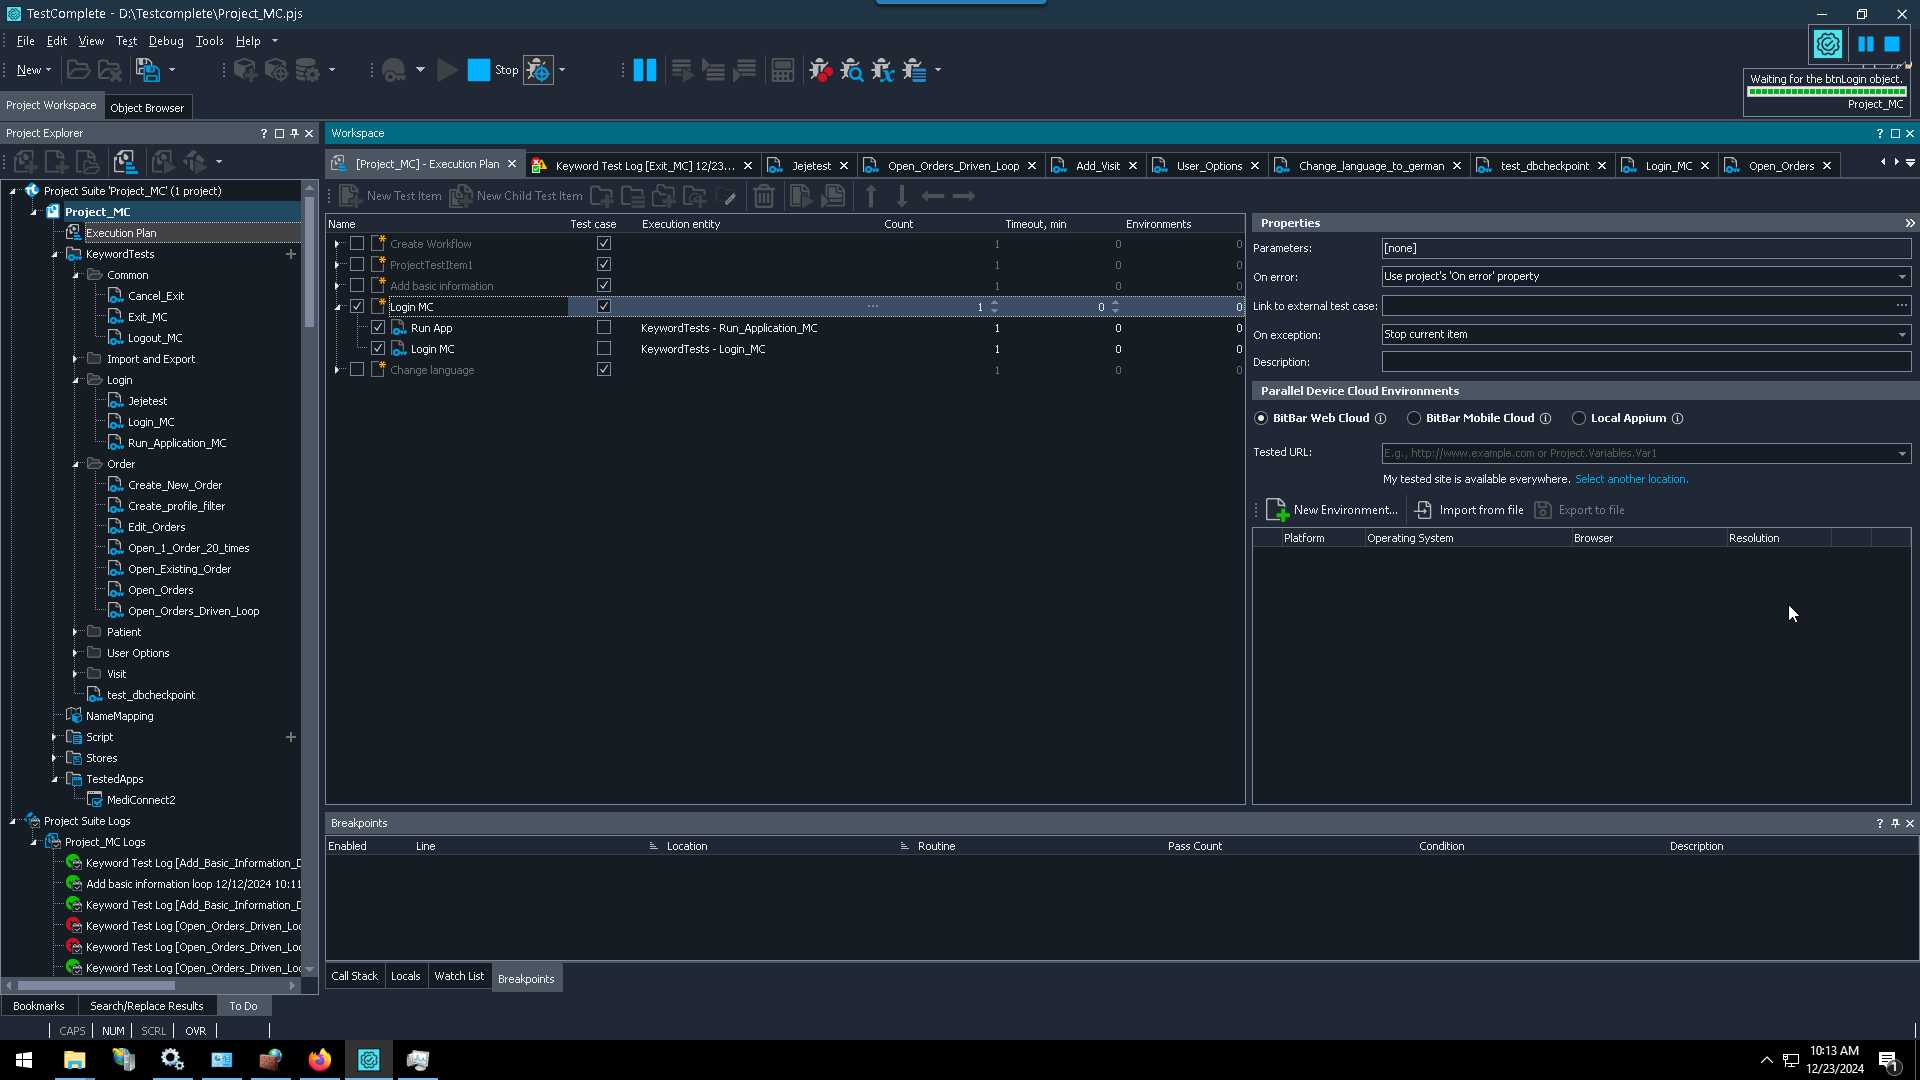 TestComplete - D:\Testcomplete\Project_MC.pjs
File Edit View Test Debug Tools Help
New Stop
Waiting for the btnLogin object.
Project_MC
Project Workspace Object Browser
Project Explorer
Workspace
[Project_MC] - Execution Plan Keyword Test Log [Exit_MC] 12/23... Jejetest Open_Orders_Driven_Loop Add_Visit User_Options Change_language_to_german test_dbcheckpoint Login_MC Open_Orders
New Test Item New Child Test Item
Project Suite 'Project_MC' (1 project)
Project_MC
Execution Plan
KeywordTests
Common
Cancel_Exit
Exit_MC
Logout_MC
Import and Export
Login
Jejetest
Login_MC
Run_Application_MC
Order
Create_New_Order
Create_profile_filter
Edit_Orders
Open_1_Order_20_times
Open_Existing_Order
Open_Orders
Open_Orders_Driven_Loop
Patient
User Options
Visit
test_dbcheckpoint
NameMapping
Script
Stores
TestedApps
MediConnect2
Project Suite Logs
Project_MC Logs
Keyword Test Log [Add_Basic_Information_D
Add basic information loop 12/12/2024 10:11
Keyword Test Log [Add_Basic_Information_D
Keyword Test Log [Open_Orders_Driven_Loo
Keyword Test Log [Open_Orders_Driven_Loo
Keyword Test Log [Open_Orders_Driven_Loo
Name Test case Execution entity Count Timeout, min Environments
Create Workflow 1 0 0
ProjectTestItem1 1 0 0
Add basic information 1 0 0
Login MC ... 1 0 0
Run App KeywordTests - Run_Application_MC 1 0 0
Login MC KeywordTests - Login_MC 1 0 0
Change language 1 0 0
Properties
Parameters: [none]
On error: Use project's 'On error' property
Link to external test case: ...
On exception: Stop current item
Description:
Parallel Device Cloud Environments
BitBar Web Cloud BitBar Mobile Cloud Local Appium
Tested URL: E.g., http://www.example.com or Project.Variables.Var1
My tested site is available everywhere. Select another location.
New Environment... Import from file Export to file
Platform Operating System Browser Resolution
Breakpoints
Enabled Line Location Routine Pass Count Condition Description
Call Stack Locals Watch List Breakpoints
Bookmarks Search/Replace Results To Do
CAPS NUM SCRL OVR
10:13 AM
12/23/2024
1